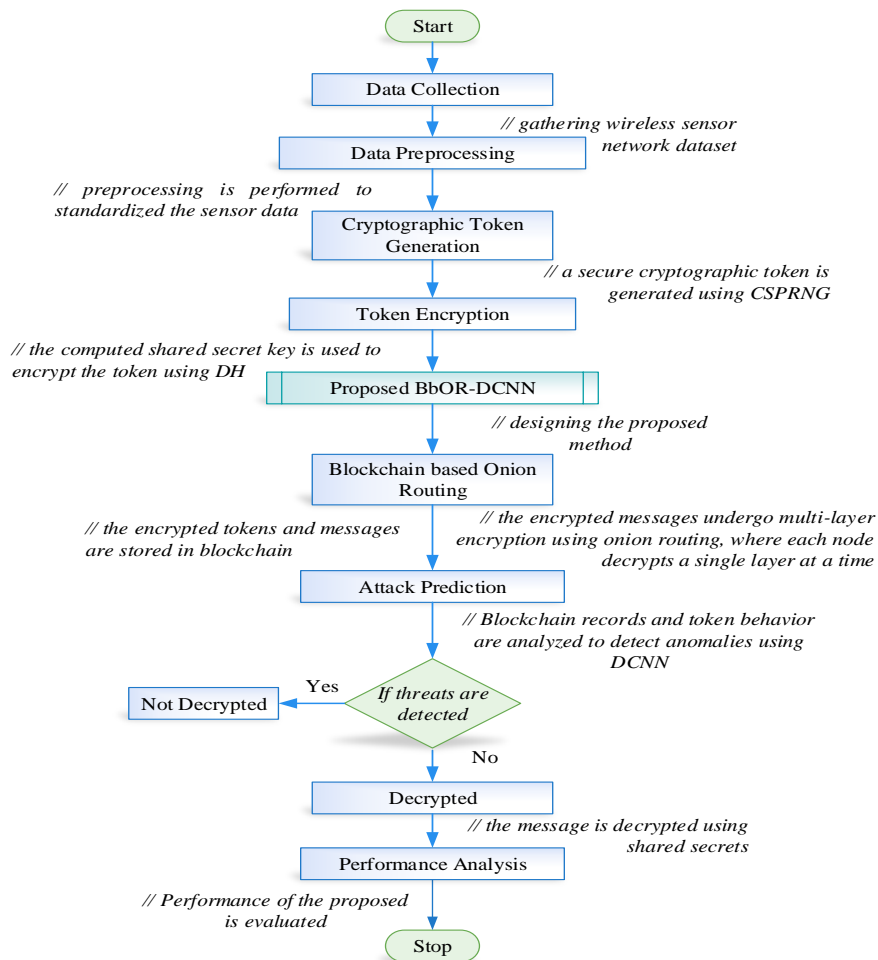 Start
Data Collection
// gathering wireless sensor
network dataset
Data Preprocessing
// preprocessing is performed to
standardized the sensor data
Cryptographic Token
Generation
// a secure cryptographic token is
generated using CSPRNG
Token Encryption
// the computed shared secret key is used to
encrypt the token using DH
Proposed BbOR-DCNN
// designing the proposed
method
Blockchain based Onion
Routing
// the encrypted tokens and messages
are stored in blockchain
// the encrypted messages undergo multi-layer
encryption using onion routing, where each node
decrypts a single layer at a time
Attack Prediction
// Blockchain records and token behavior
are analyzed to detect anomalies using
DCNN
If threats are
detected
Yes
Not Decrypted
No
Decrypted
// the message is decrypted using
shared secrets
Performance Analysis
// Performance of the proposed
is evaluated
Stop